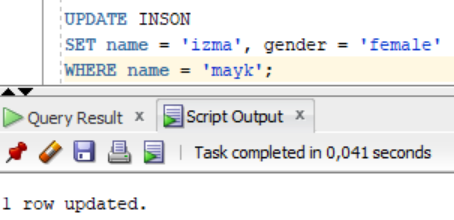 UPDATE INSON
SET name = 'izma', gender = 'female'
WHERE name = 'mayk';
Query Result x Script Output x
Task completed in 0,041 seconds
1 row updated.